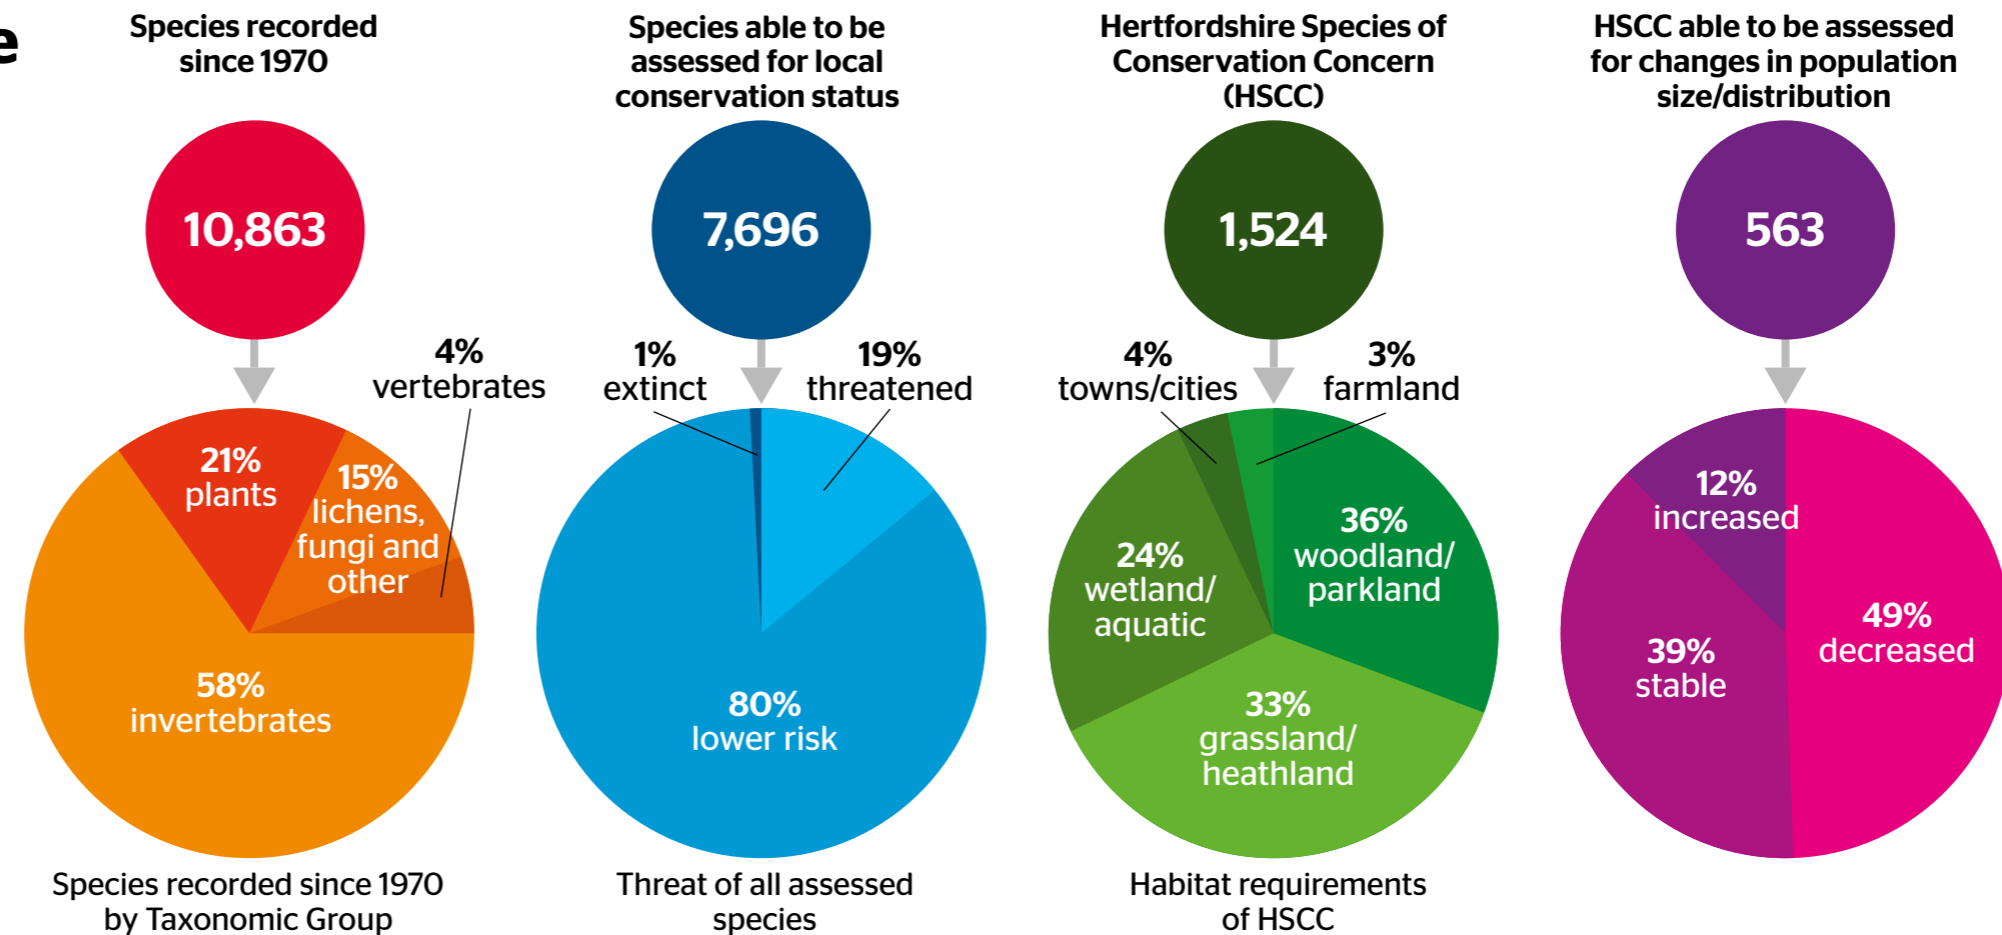 e
Species recorded
since 1970
10,863
4%
vertebrates
21%
plants
15%
lichens,
fungi and
other
58%
invertebrates
Species recorded since 1970
by Taxonomic Group
Species able to be
assessed for local
conservation status
7,696
1%
extinct
19%
threatened
80%
lower risk
Threat of all assessed
species
Hertfordshire Species of
Conservation Concern
(HSCC)
1,524
4%
towns/cities
3%
farmland
36%
woodland/
parkland
24%
wetland/
aquatic
33%
grassland/
heathland
Habitat requirements
of HSCC
HSCC able to be assessed
for changes in population
size/distribution
563
12%
increased
49%
decreased
39%
stable